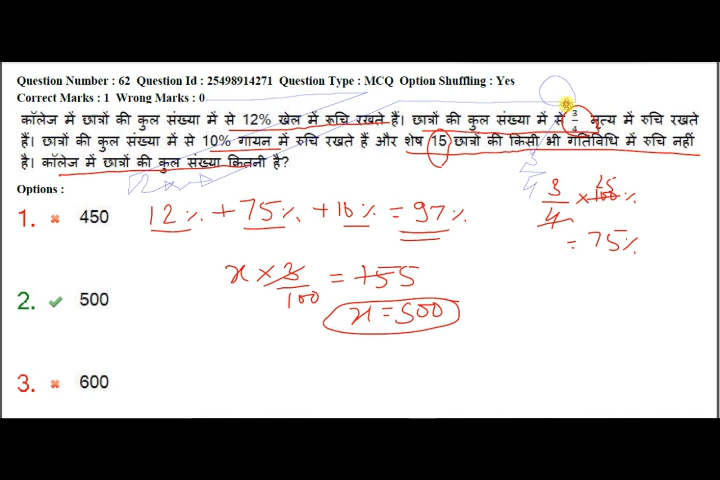 Question Number : 62 Question Id : 25498914271 Question Type : MCQ Option Shuffling : Yes
Correct Marks : 1 Wrong Marks : 0
कॉलेज में छात्रों की कुल संख्या में से 12% खेल में रूचि रखते हैं। छात्रों की कुल संख्या में से 3/4 नृत्य में रुचि रखते
हैं। छात्रों की कुल संख्या में से 10% गायन में रुचि रखते हैं और शेष 15 छात्रों की किसी भी गतिविधि में रुचि नहीं
है। कॉलेज में छात्रों की कुल संख्या कितनी है?
Options :
1. 450
12% + 75% + 10% = 97%
3/4 × 100% 25
= 75%
x × 3/100 = 155
x = 500
2. 500
3. 600